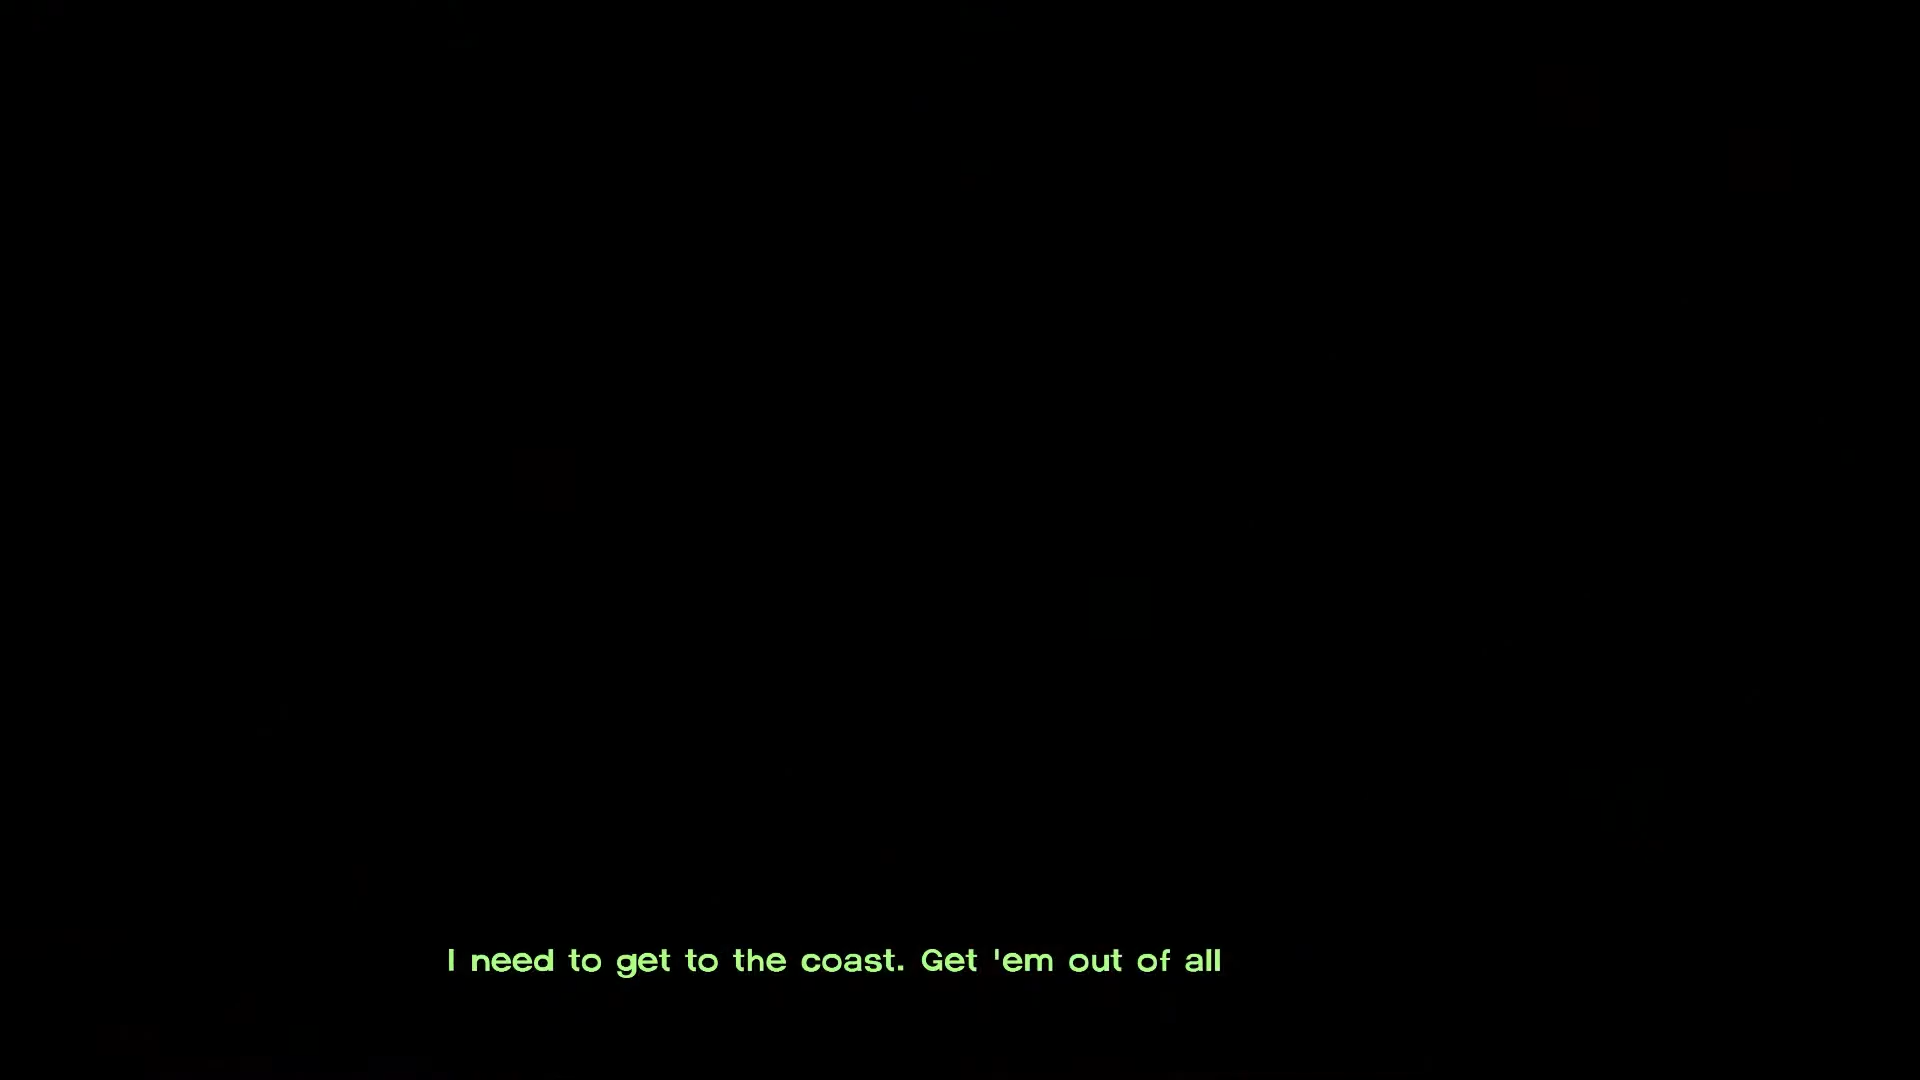 I need to get to the coast. Get 'em out of all